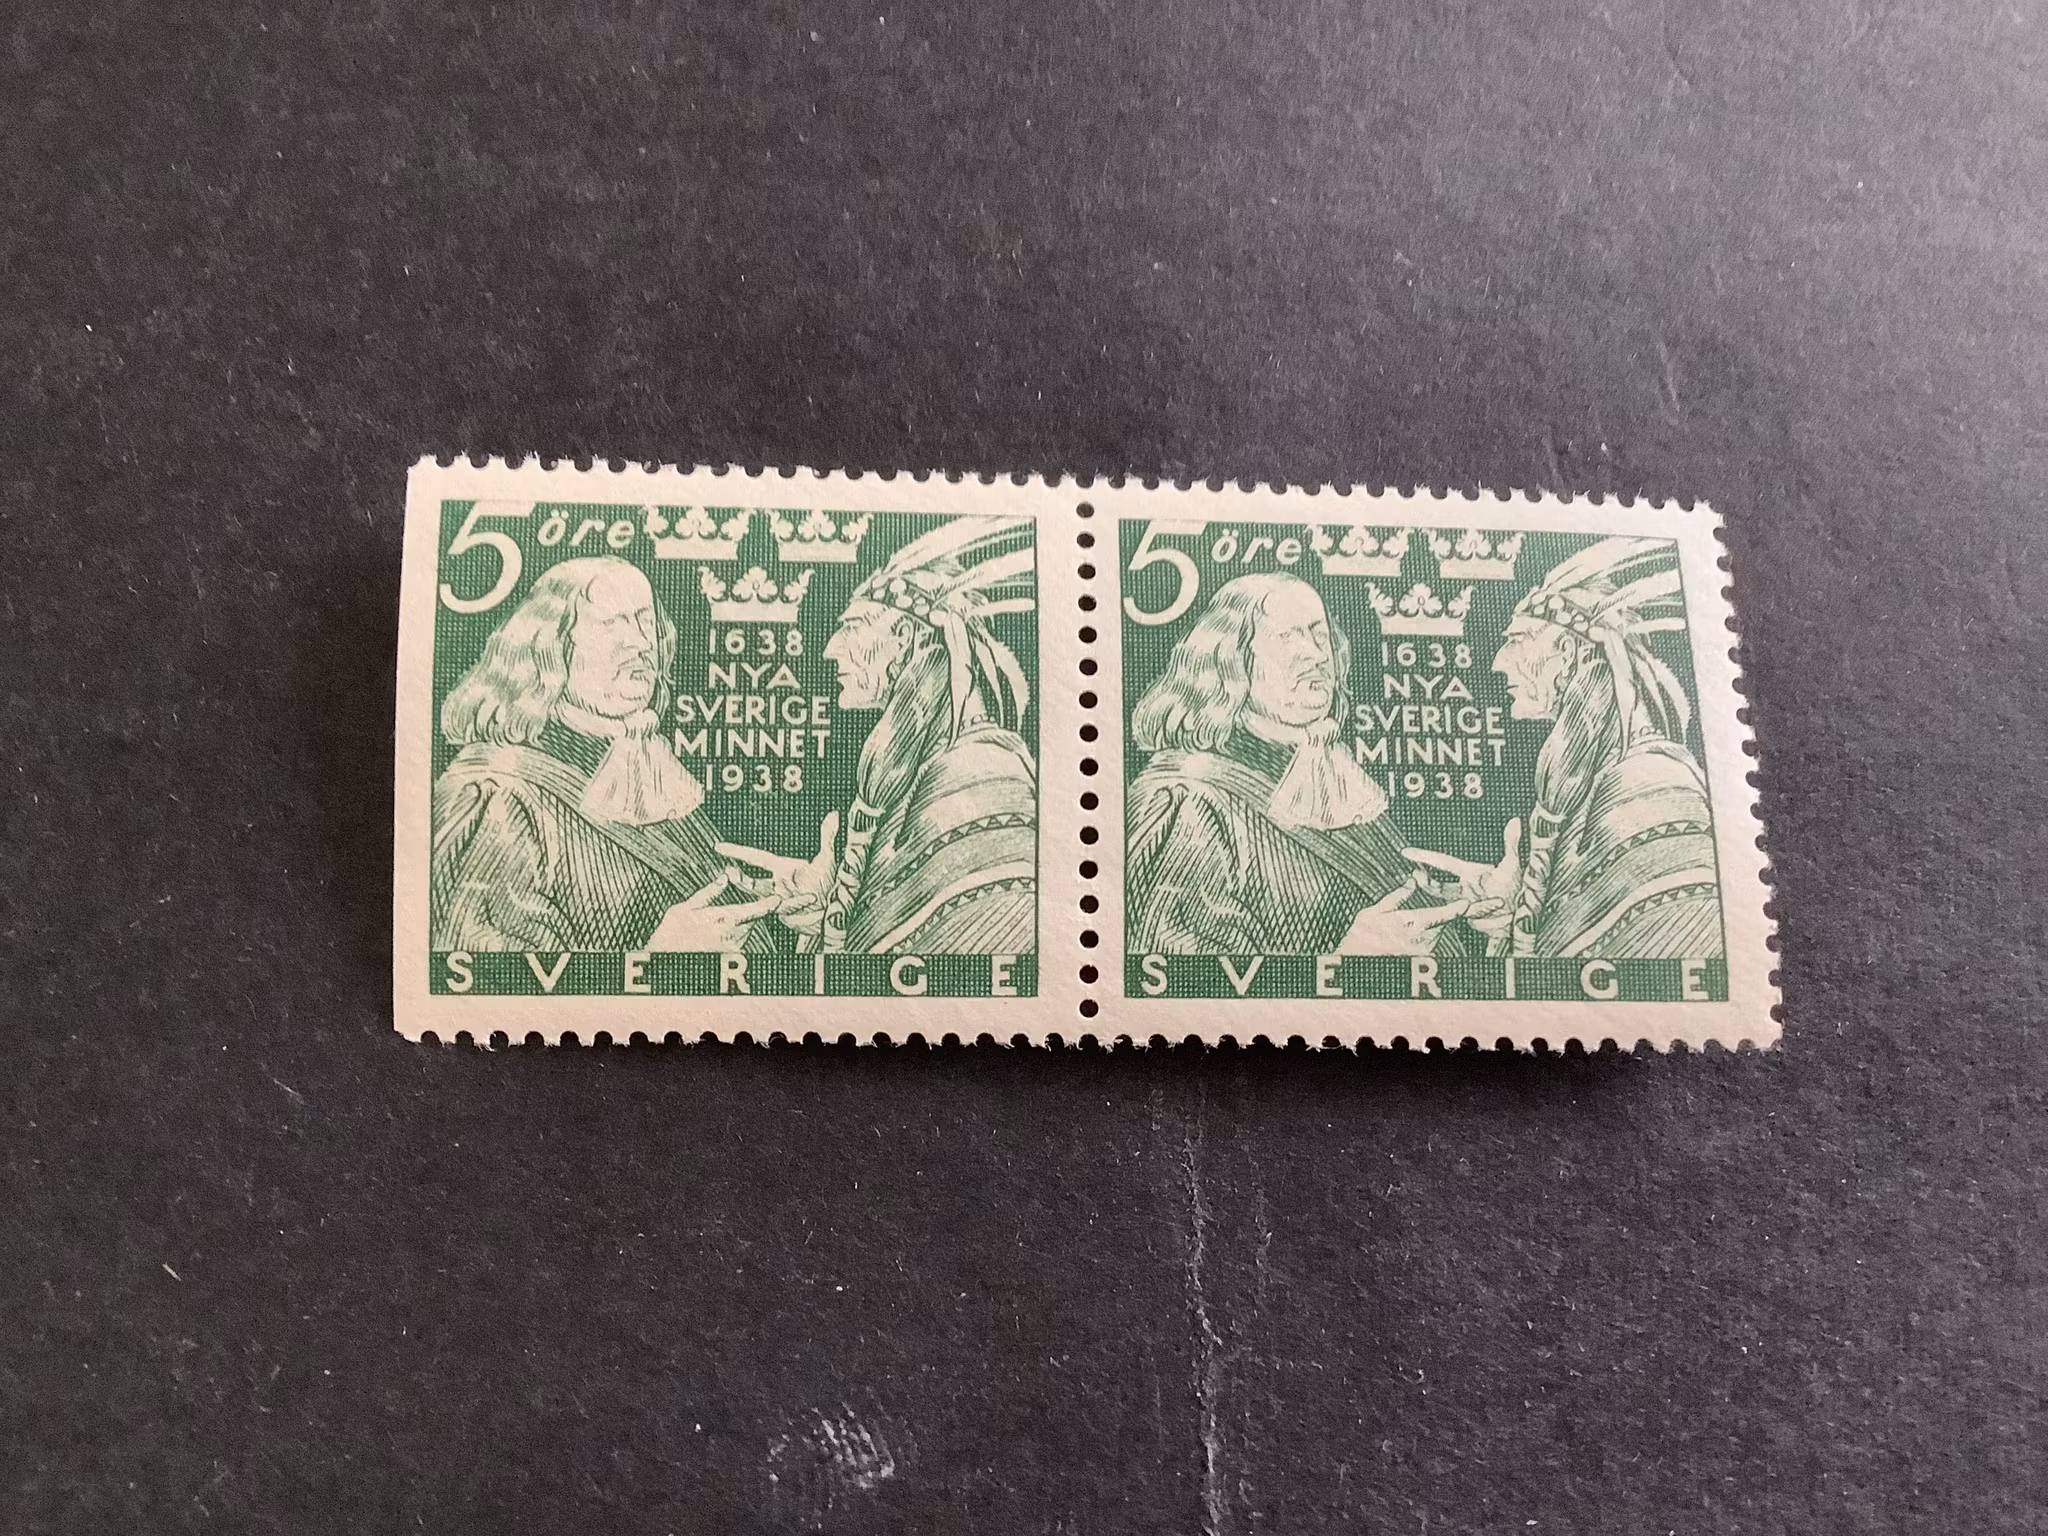 5 öre
1638
NYA
SVERIGE
MINNET
1938
SVERIGE
5 öre
1638
NYA
SVERIGE
MINNET
1938
SVERIGE